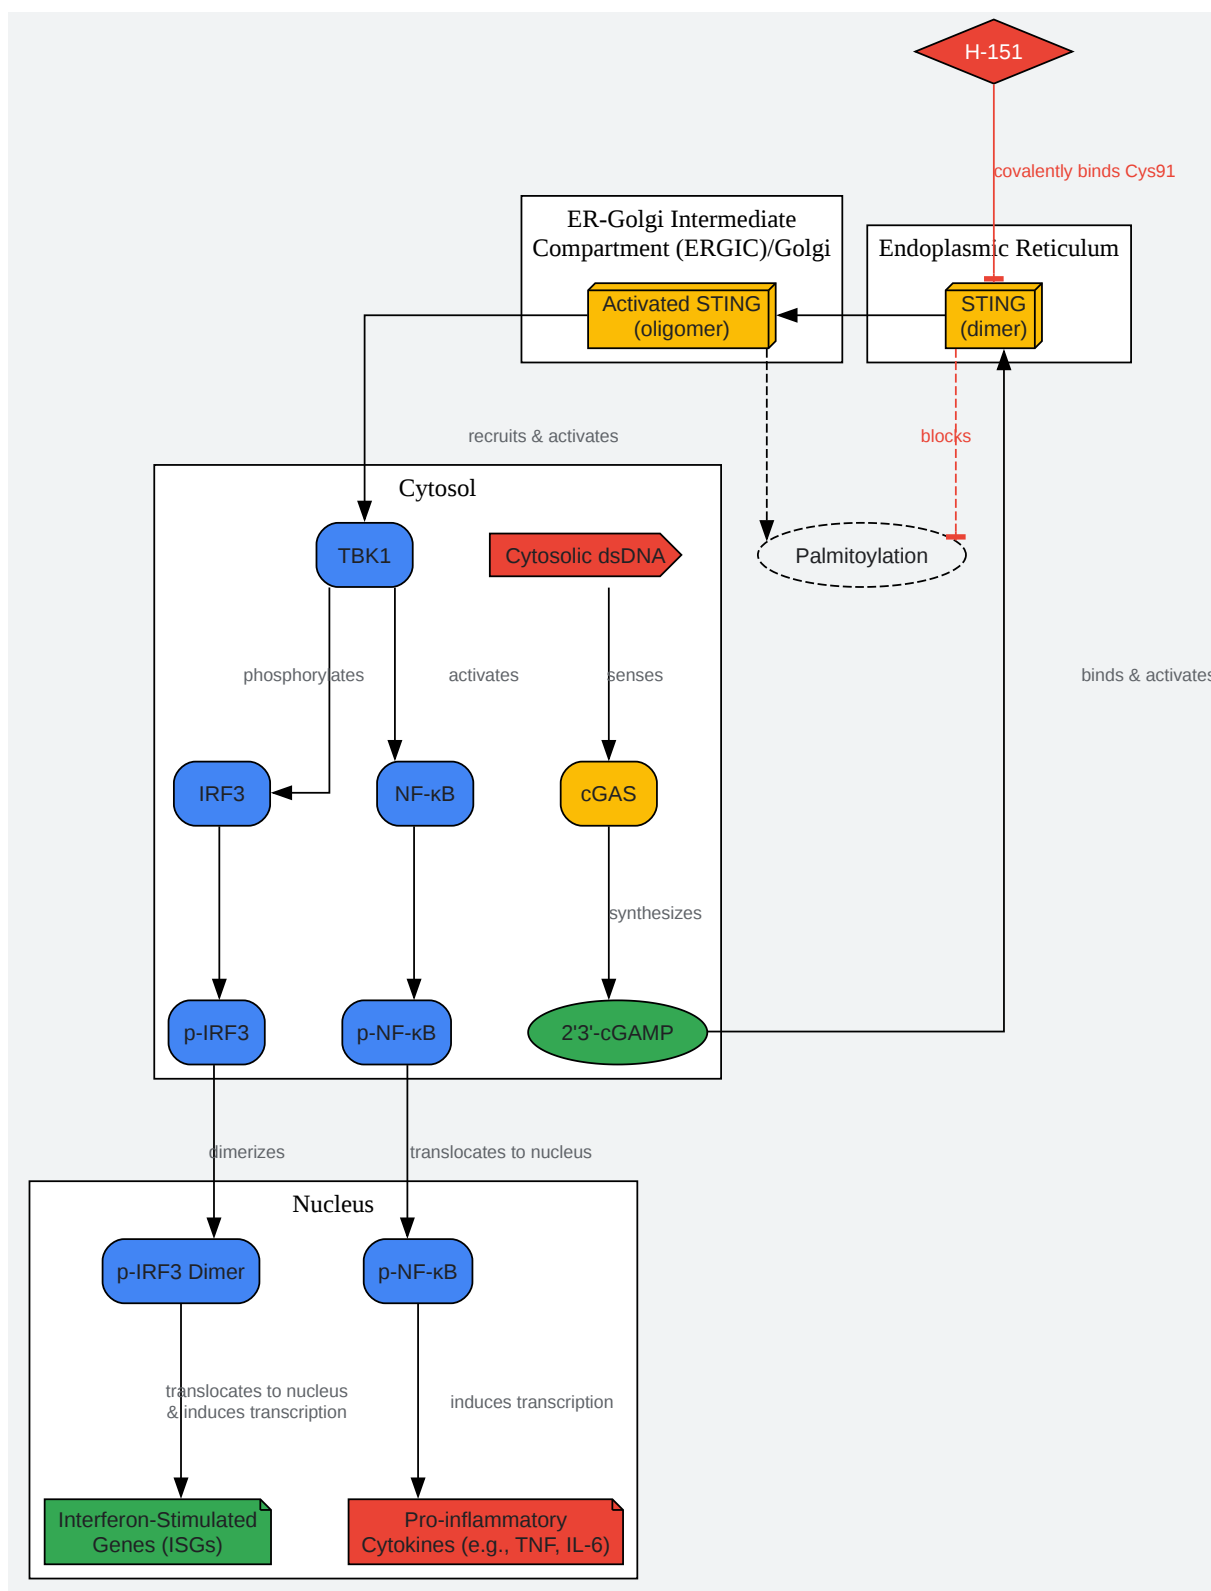 H-151
covalently binds Cys91
ER-Golgi Intermediate
Compartment (ERGIC)/Golgi
Endoplasmic Reticulum
Activated STING
(oligomer)
STING
(dimer)
recruits & activates
blocks
Cytosol
TBK1
Cytosolic dsDNA
Palmitoylation
phosphorylates
activates
senses
binds & activates
IRF3
NF-κB
cGAS
synthesizes
p-IRF3
p-NF-κB
2'3'-cGAMP
dimerizes
translocates to nucleus
Nucleus
p-IRF3 Dimer
p-NF-κB
translocates to nucleus
& induces transcription
induces transcription
Interferon-Stimulated
Genes (ISGs)
Pro-inflammatory
Cytokines (e.g., TNF, IL-6)